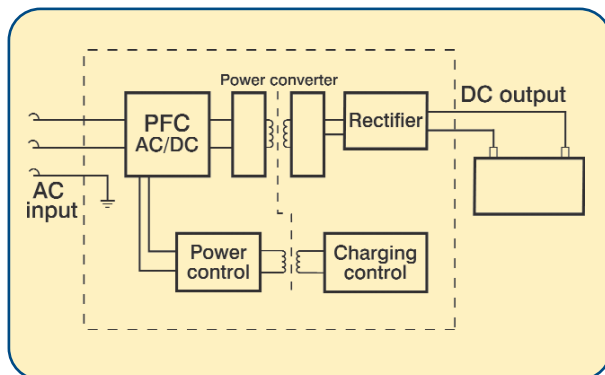 Power converter
PFC
AC/DC
Rectifier
DC output
AC
input
Power
control
Charging
control